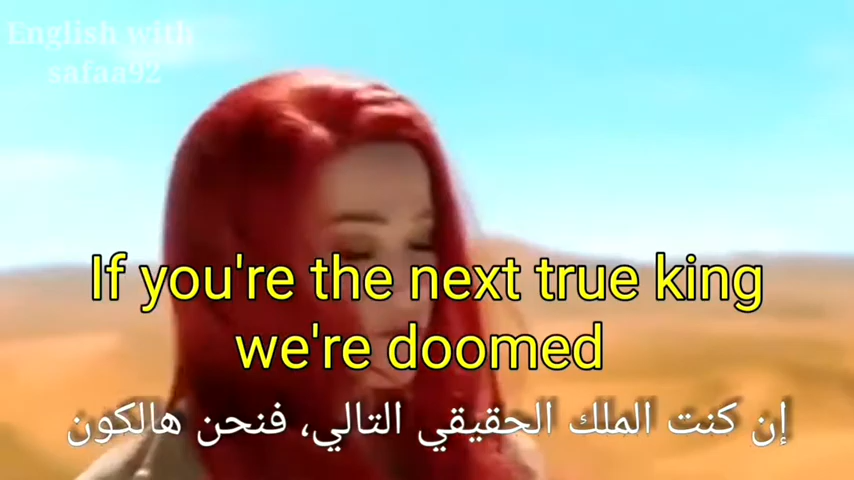 English with
safaa92
If you're the next true king
we're doomed
إن كنت الملك الحقيقي التالي، فنحن هالكون